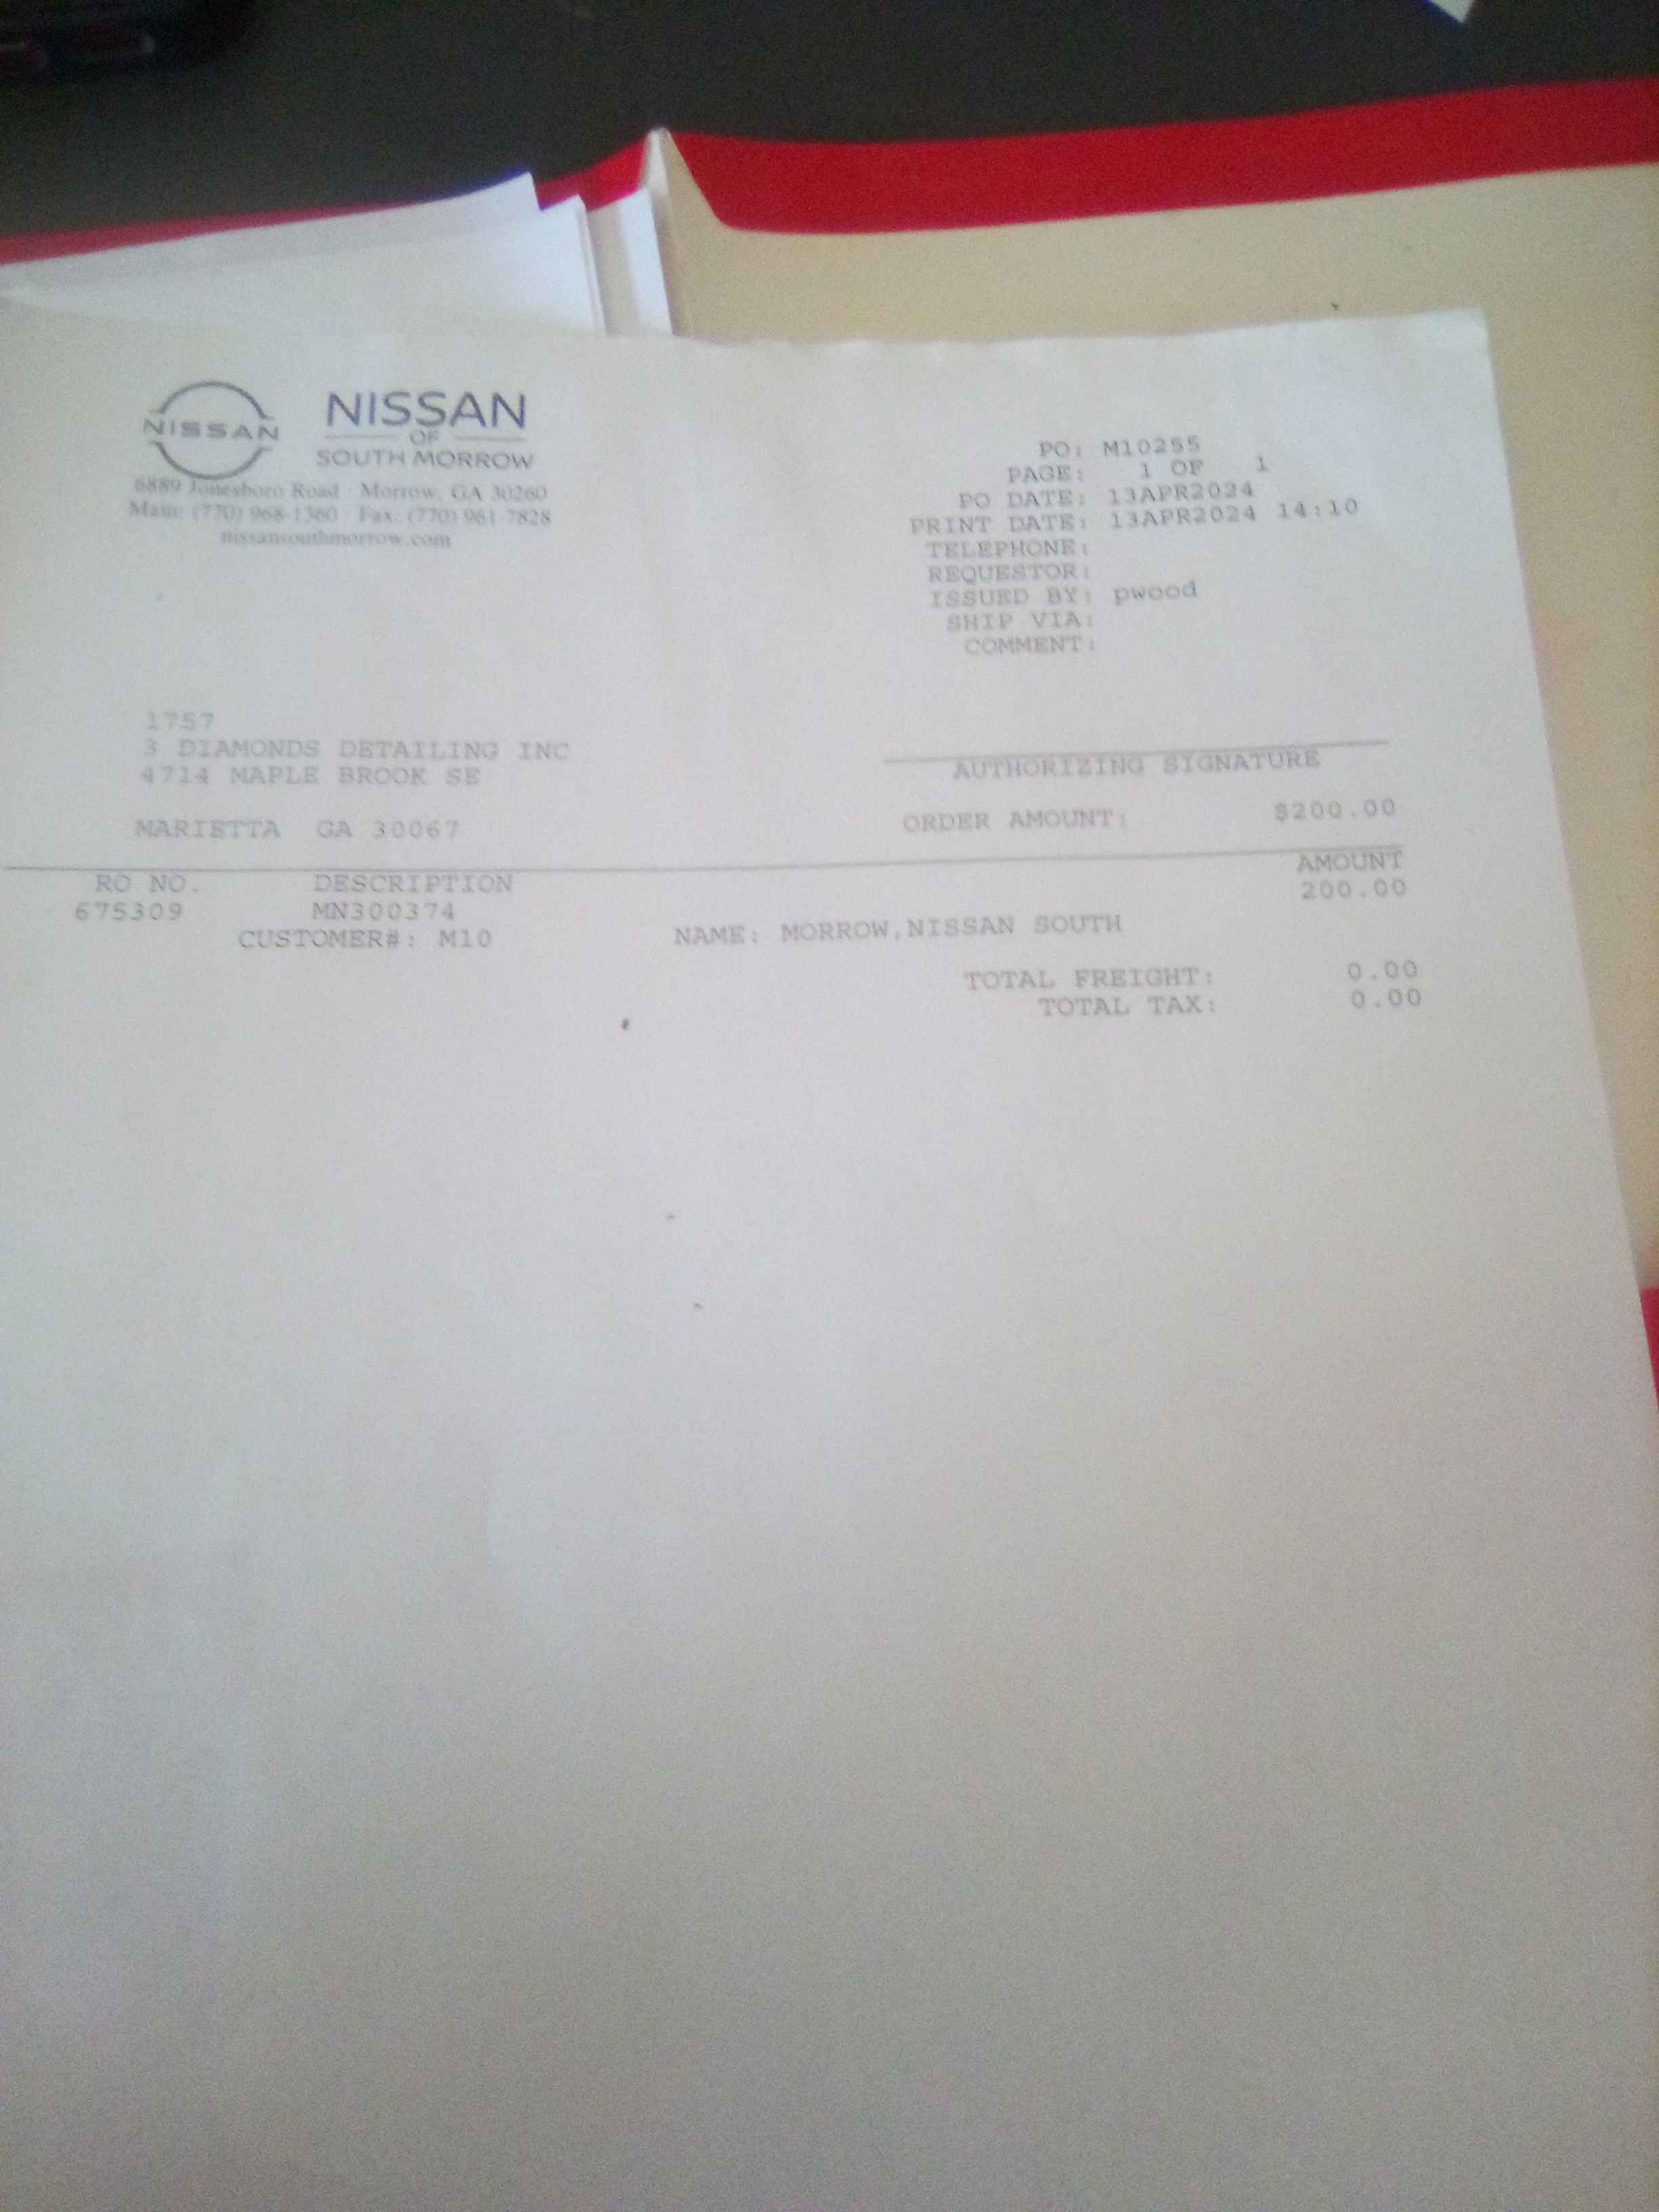 NISSAN
NISSAN
OF
SOUTH MORROW
6889 Jonesboro Road · Morrow, GA 30260
Main: (770) 968-1360 · Fax: (770) 961-7828
nissansouthmorrow.com
PO: M10255
PAGE: 1 OF 1
PO DATE: 13APR2024
PRINT DATE: 13APR2024 14:10
TELEPHONE:
REQUESTOR:
ISSUED BY: pwood
SHIP VIA:
COMMENT:
1757
3 DIAMONDS DETAILING INC
4714 MAPLE BROOK SE
MARIETTA GA 30067
AUTHORIZING SIGNATURE
ORDER AMOUNT: $200.00
RO NO. DESCRIPTION AMOUNT
675309 MN300374 200.00
CUSTOMER#: M10 NAME: MORROW,NISSAN SOUTH
TOTAL FREIGHT: 0.00
TOTAL TAX: 0.00